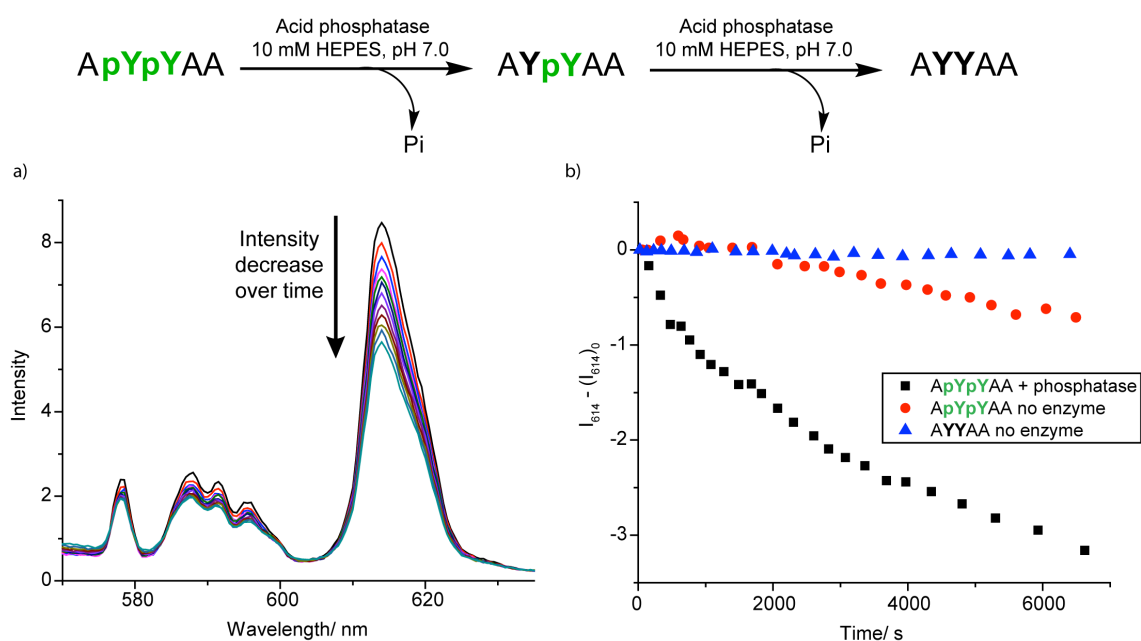 Acid phosphatase
10 mM HEPES, pH 7.0
Acid phosphatase
10 mM HEPES, pH 7.0
ApYpYAA
AYpYAA
AYYAA
Pi
Pi
a)
b)
Intensity
decrease
over time
8
6
4
2
0
Intensity
580
600
620
Wavelength/ nm
0
-1
-2
-3
I614 - (I614)0
ApYpYAA + phosphatase
ApYpYAA no enzyme
AYYAA no enzyme
0
2000
4000
6000
Time/ s